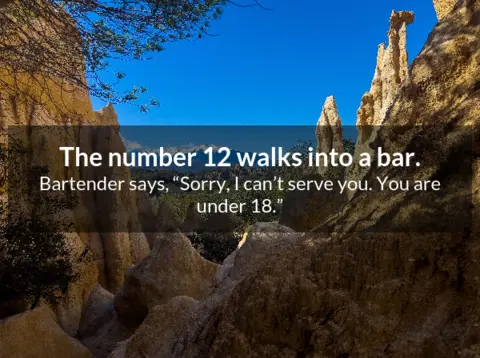 The number 12 walks into a bar.
Bartender says, “Sorry, I can’t serve you. You are
under 18.”